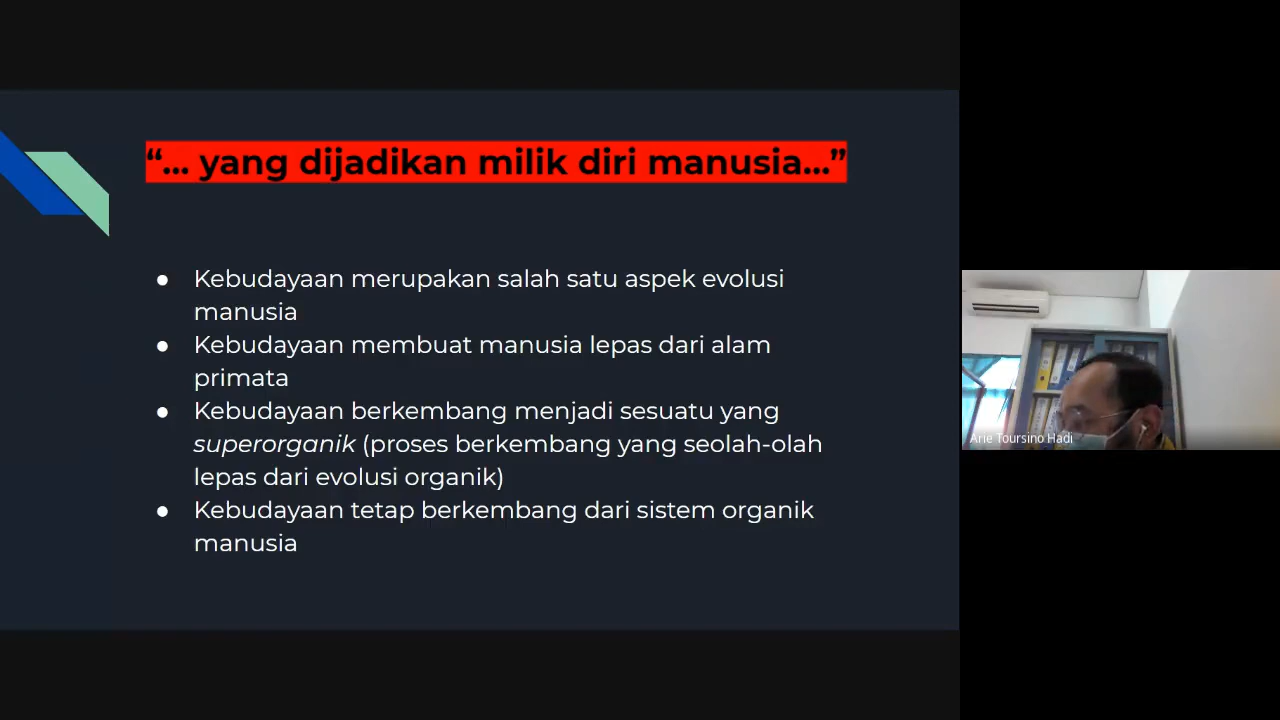 “... yang dijadikan milik diri manusia...”
● Kebudayaan merupakan salah satu aspek evolusi
manusia
● Kebudayaan membuat manusia lepas dari alam
primata
● Kebudayaan berkembang menjadi sesuatu yang
superorganik (proses berkembang yang seolah-olah
lepas dari evolusi organik)
● Kebudayaan tetap berkembang dari sistem organik
manusia
Arie Toursino Hadi